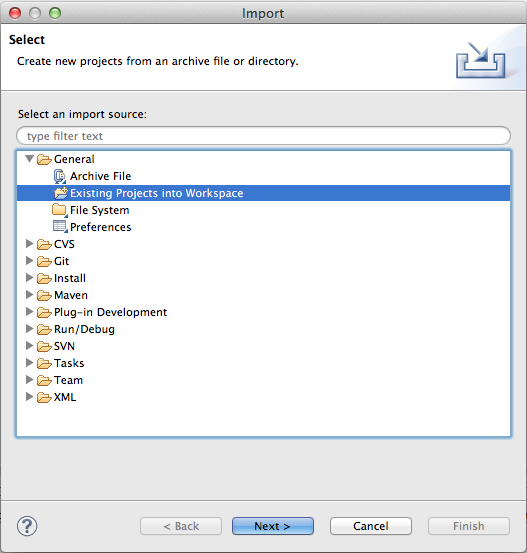 Import
Select
Create new projects from an archive file or directory.
Select an import source:
type filter text
General
Archive File
Existing Projects into Workspace
File System
Preferences
CVS
Git
Install
Maven
Plug-in Development
Run/Debug
SVN
Tasks
Team
XML
? < Back Next > Cancel Finish